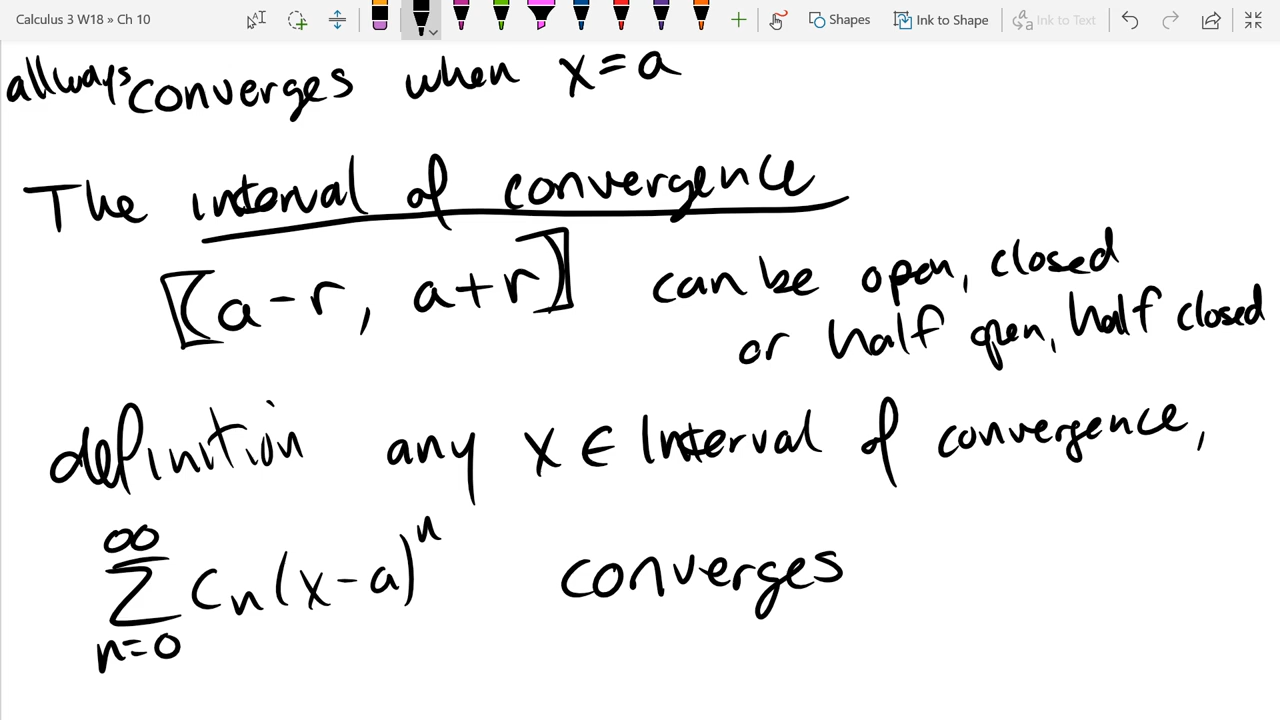 Calculus 3 W18 » Ch 10
Shapes
Ink to Shape
Ink to Text
allways converges when x=a
The interval of convergence
[(a-r, a+r)] can be open, closed
or half open, half closed
definition any x ∈ Interval of convergence,
∞
∑ Cn(x-a)^n converges
n=0